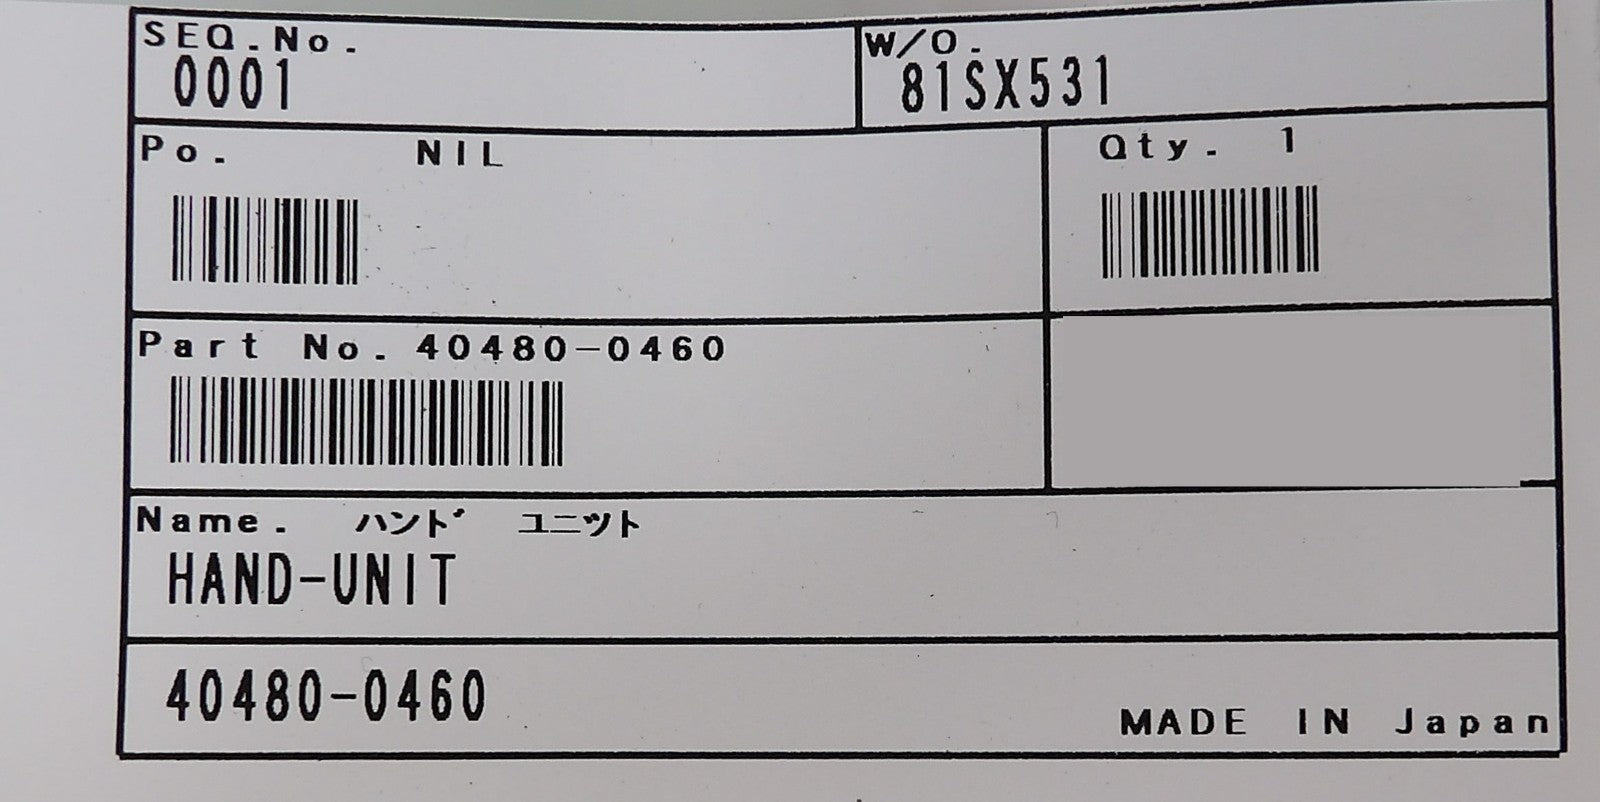 SEQ.No.
0001
W/O.
81SX531
Po. NIL
Qty. 1
Part No. 40480-0460
Name. ハンド ユニット
HAND-UNIT
40480-0460
MADE IN Japan